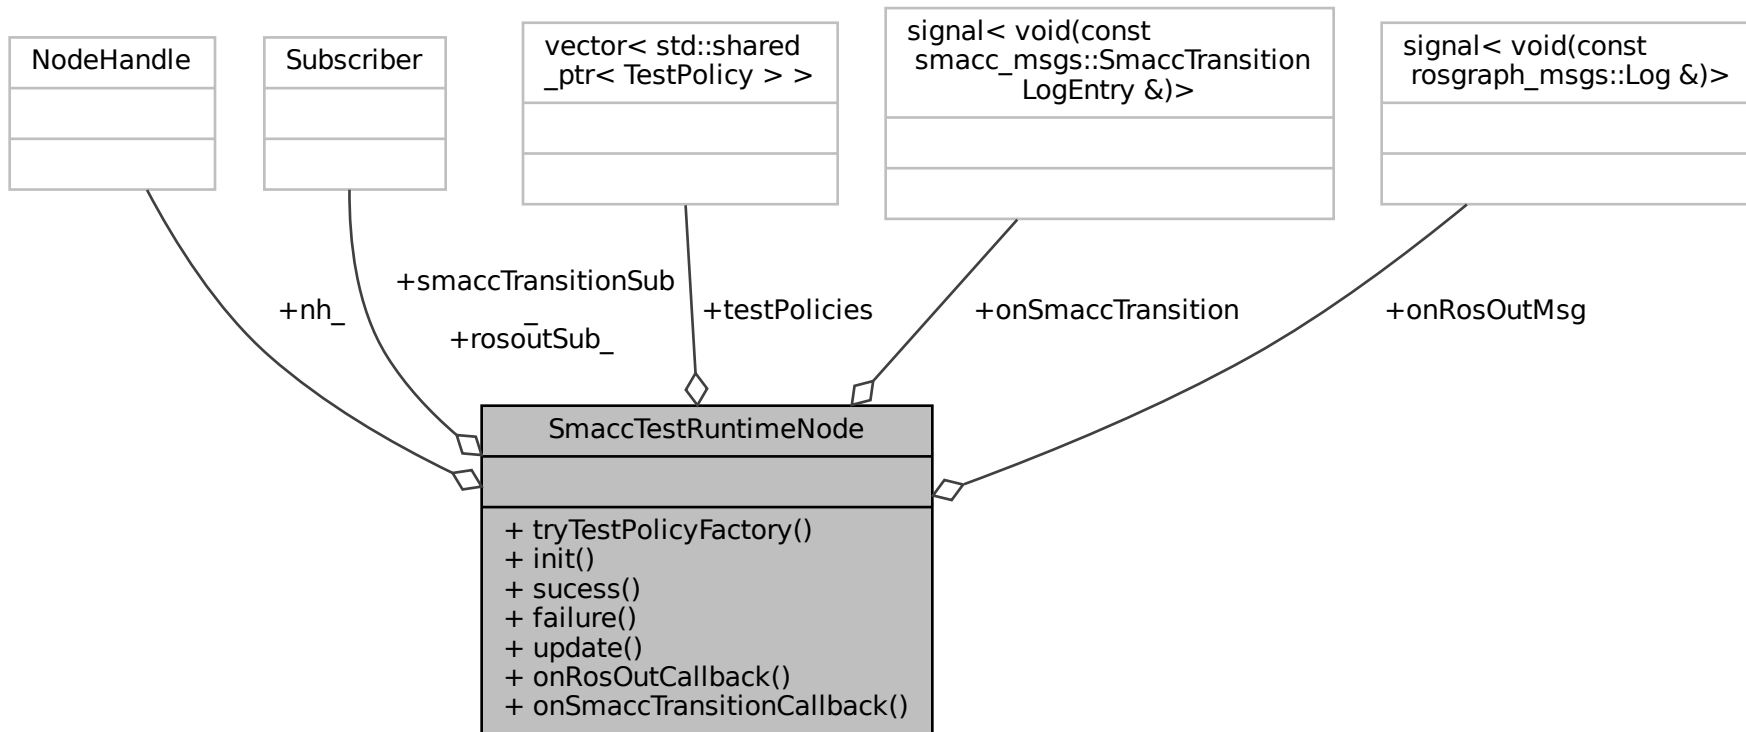 NodeHandle
Subscriber
vector< std::shared
_ptr< TestPolicy > >
signal< void(const
smacc_msgs::SmaccTransition
LogEntry &)>
signal< void(const
rosgraph_msgs::Log &)>
+nh_
+smaccTransitionSub
_
+rosoutSub_
+testPolicies
+onSmaccTransition
+onRosOutMsg
SmaccTestRuntimeNode
+ tryTestPolicyFactory()
+ init()
+ sucess()
+ failure()
+ update()
+ onRosOutCallback()
+ onSmaccTransitionCallback()